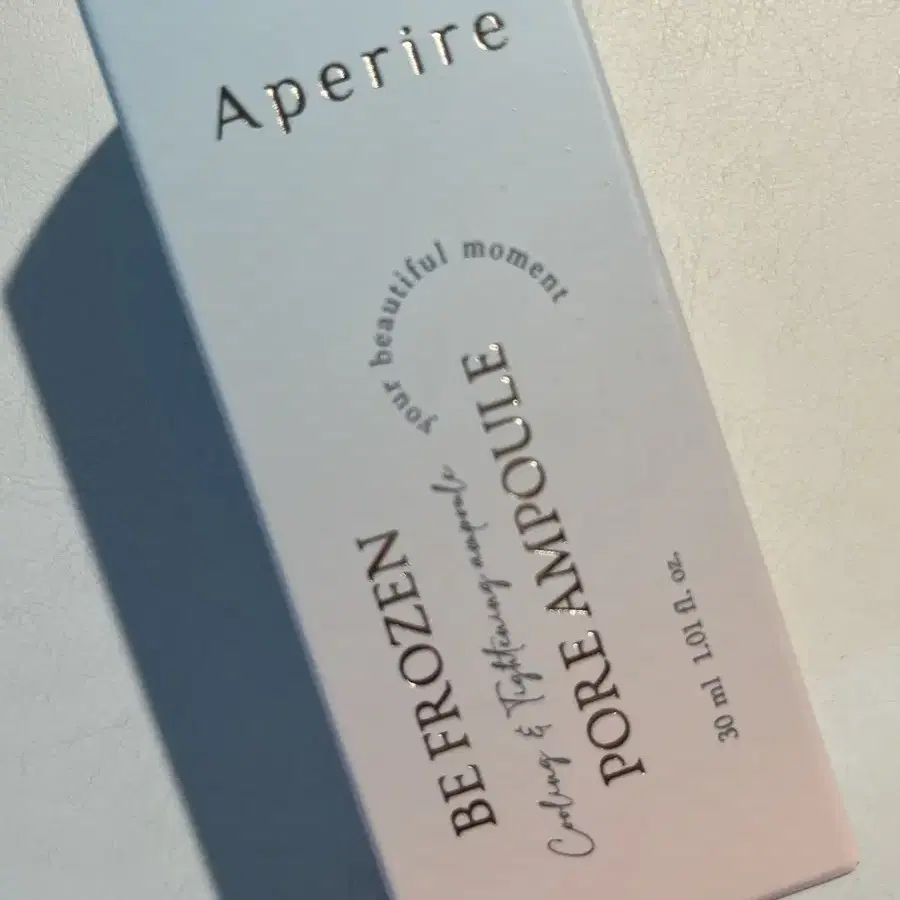 Aperire
your beautiful moment
BE FROZEN
Cooling & Tightening ampoule
PORE AMPOULE
30 ml 1.01 fl. oz.